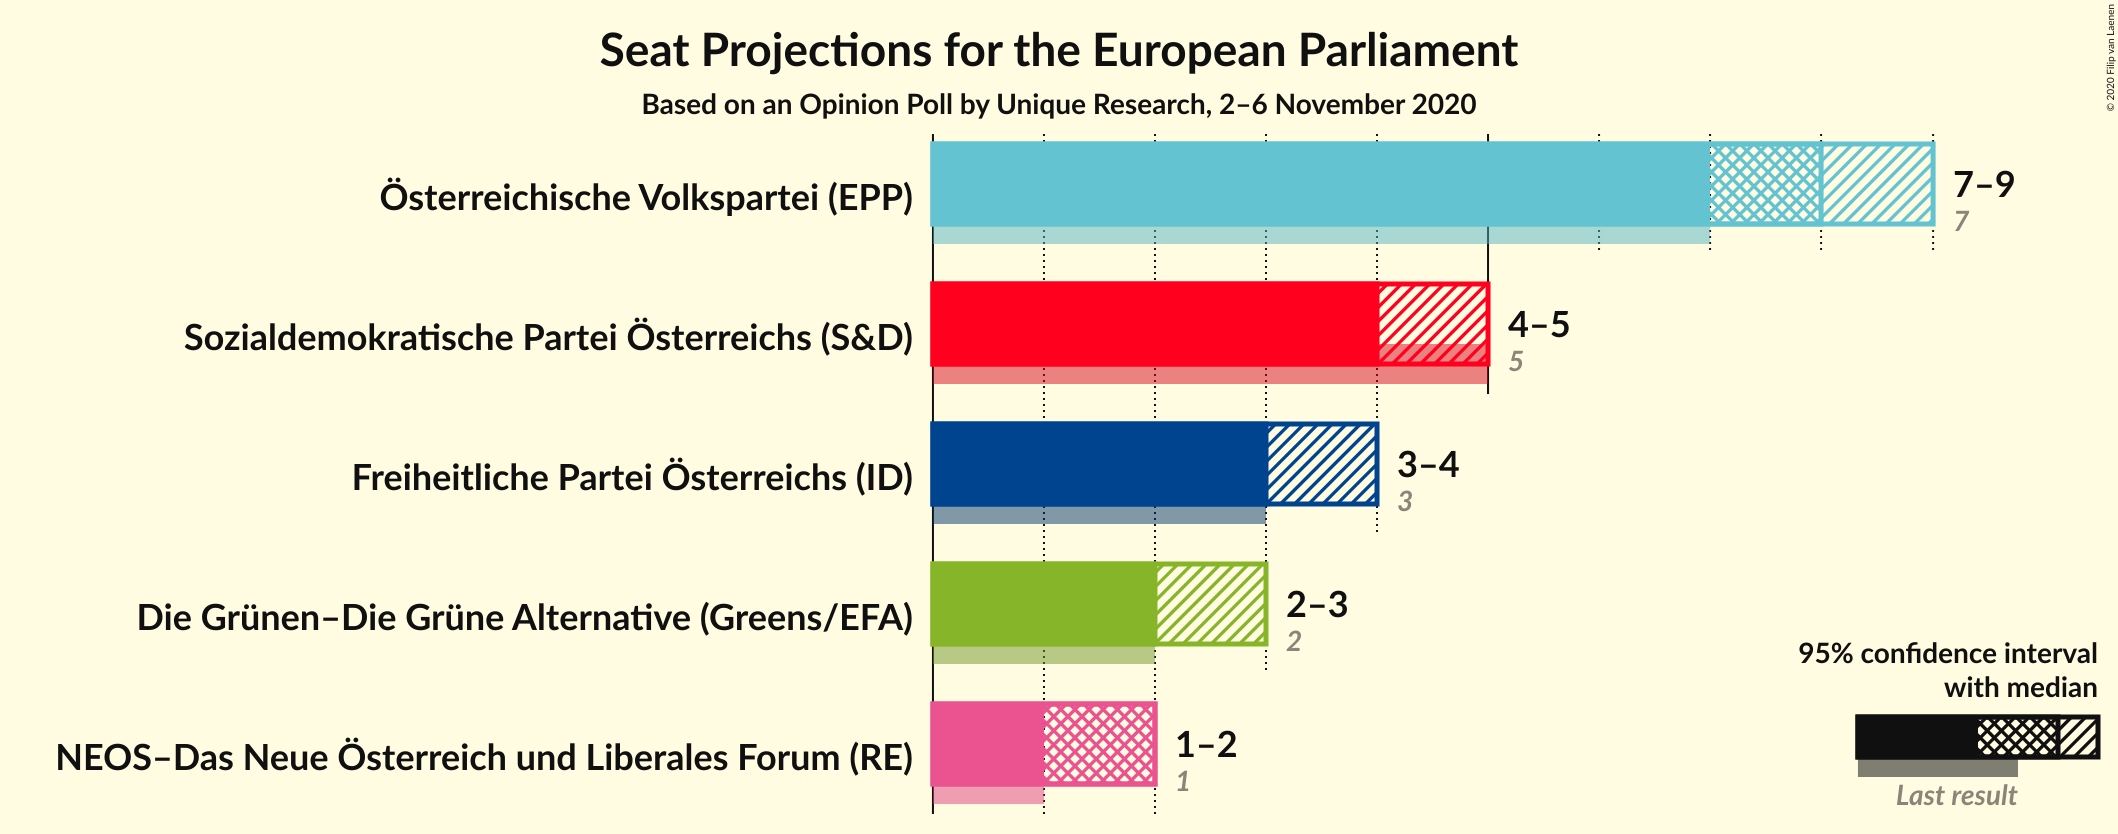 Seat Projections for the European Parliament
Based on an Opinion Poll by Unique Research, 2–6 November 2020
© 2020 Filip van Laenen
Österreichische Volkspartei (EPP)
7–9
7
Sozialdemokratische Partei Österreichs (S&D)
4–5
5
Freiheitliche Partei Österreichs (ID)
3–4
3
Die Grünen–Die Grüne Alternative (Greens/EFA)
2–3
2
NEOS–Das Neue Österreich und Liberales Forum (RE)
1–2
1
95% confidence interval
with median
Last result